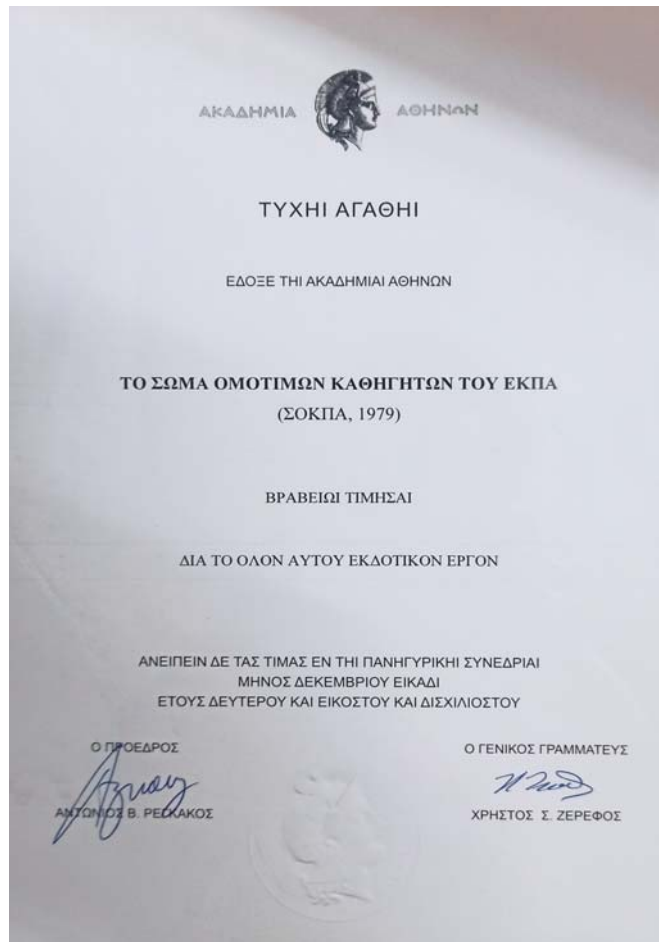 ΑΚΑΔΗΜΙΑ ΑΘΗΝΩΝ
ΤΥΧΗΙ ΑΓΑΘΗΙ
ΕΔΟΞΕ ΤΗΙ ΑΚΑΔΗΜΙΑΙ ΑΘΗΝΩΝ
ΤΟ ΣΩΜΑ ΟΜΟΤΙΜΩΝ ΚΑΘΗΓΗΤΩΝ ΤΟΥ ΕΚΠΑ
(ΣΟΚΠΑ, 1979)
ΒΡΑΒΕΙΩΙ ΤΙΜΗΣΑΙ
ΔΙΑ ΤΟ ΟΛΟΝ ΑΥΤΟΥ ΕΚΔΟΤΙΚΟΝ ΕΡΓΟΝ
ΑΝΕΙΠΕΙΝ ΔΕ ΤΑΣ ΤΙΜΑΣ ΕΝ ΤΗΙ ΠΑΝΗΓΥΡΙΚΗΙ ΣΥΝΕΔΡΙΑΙ
ΜΗΝΟΣ ΔΕΚΕΜΒΡΙΟΥ ΕΙΚΑΔΙ
ΕΤΟΥΣ ΔΕΥΤΕΡΟΥ ΚΑΙ ΕΙΚΟΣΤΟΥ ΚΑΙ ΔΙΣΧΙΛΙΟΣΤΟΥ
Ο ΠΡΟΕΔΡΟΣ
ΑΝΤΩΝΙΟΣ Β. ΡΕΓΚΑΚΟΣ
Ο ΓΕΝΙΚΟΣ ΓΡΑΜΜΑΤΕΥΣ
ΧΡΗΣΤΟΣ Σ. ΖΕΡΕΦΟΣ